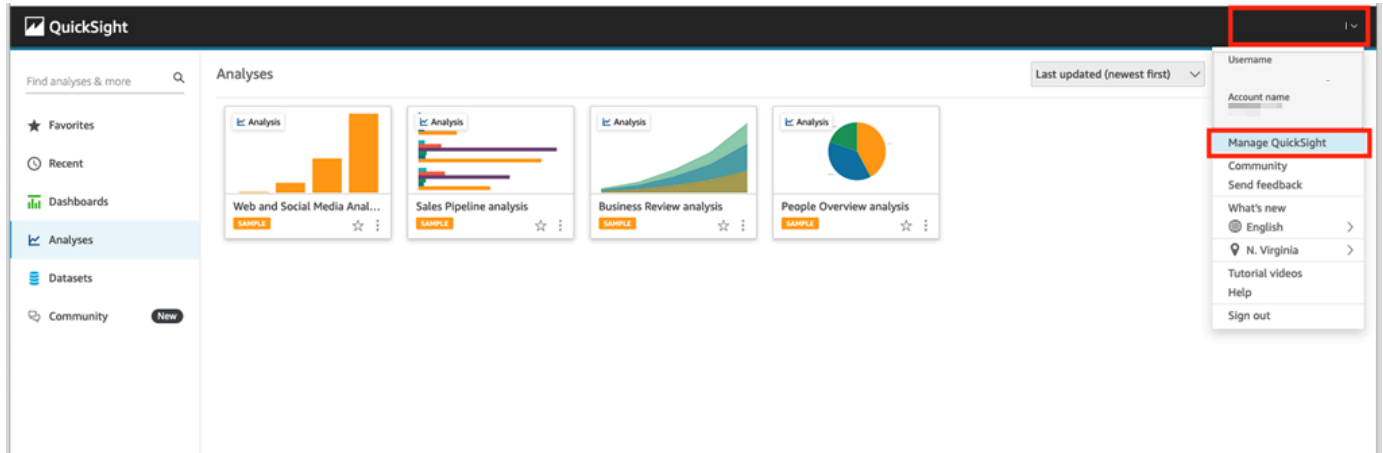 QuickSight
Find analyses & more
Favorites
Recent
Dashboards
Analyses
Datasets
Community New
Analyses
Last updated (newest first)
Analysis
Web and Social Media Anal...
SAMPLE
Analysis
Sales Pipeline analysis
SAMPLE
Analysis
Business Review analysis
SAMPLE
Analysis
People Overview analysis
SAMPLE
Username
Account name
Manage QuickSight
Community
Send feedback
What's new
English
N. Virginia
Tutorial videos
Help
Sign out